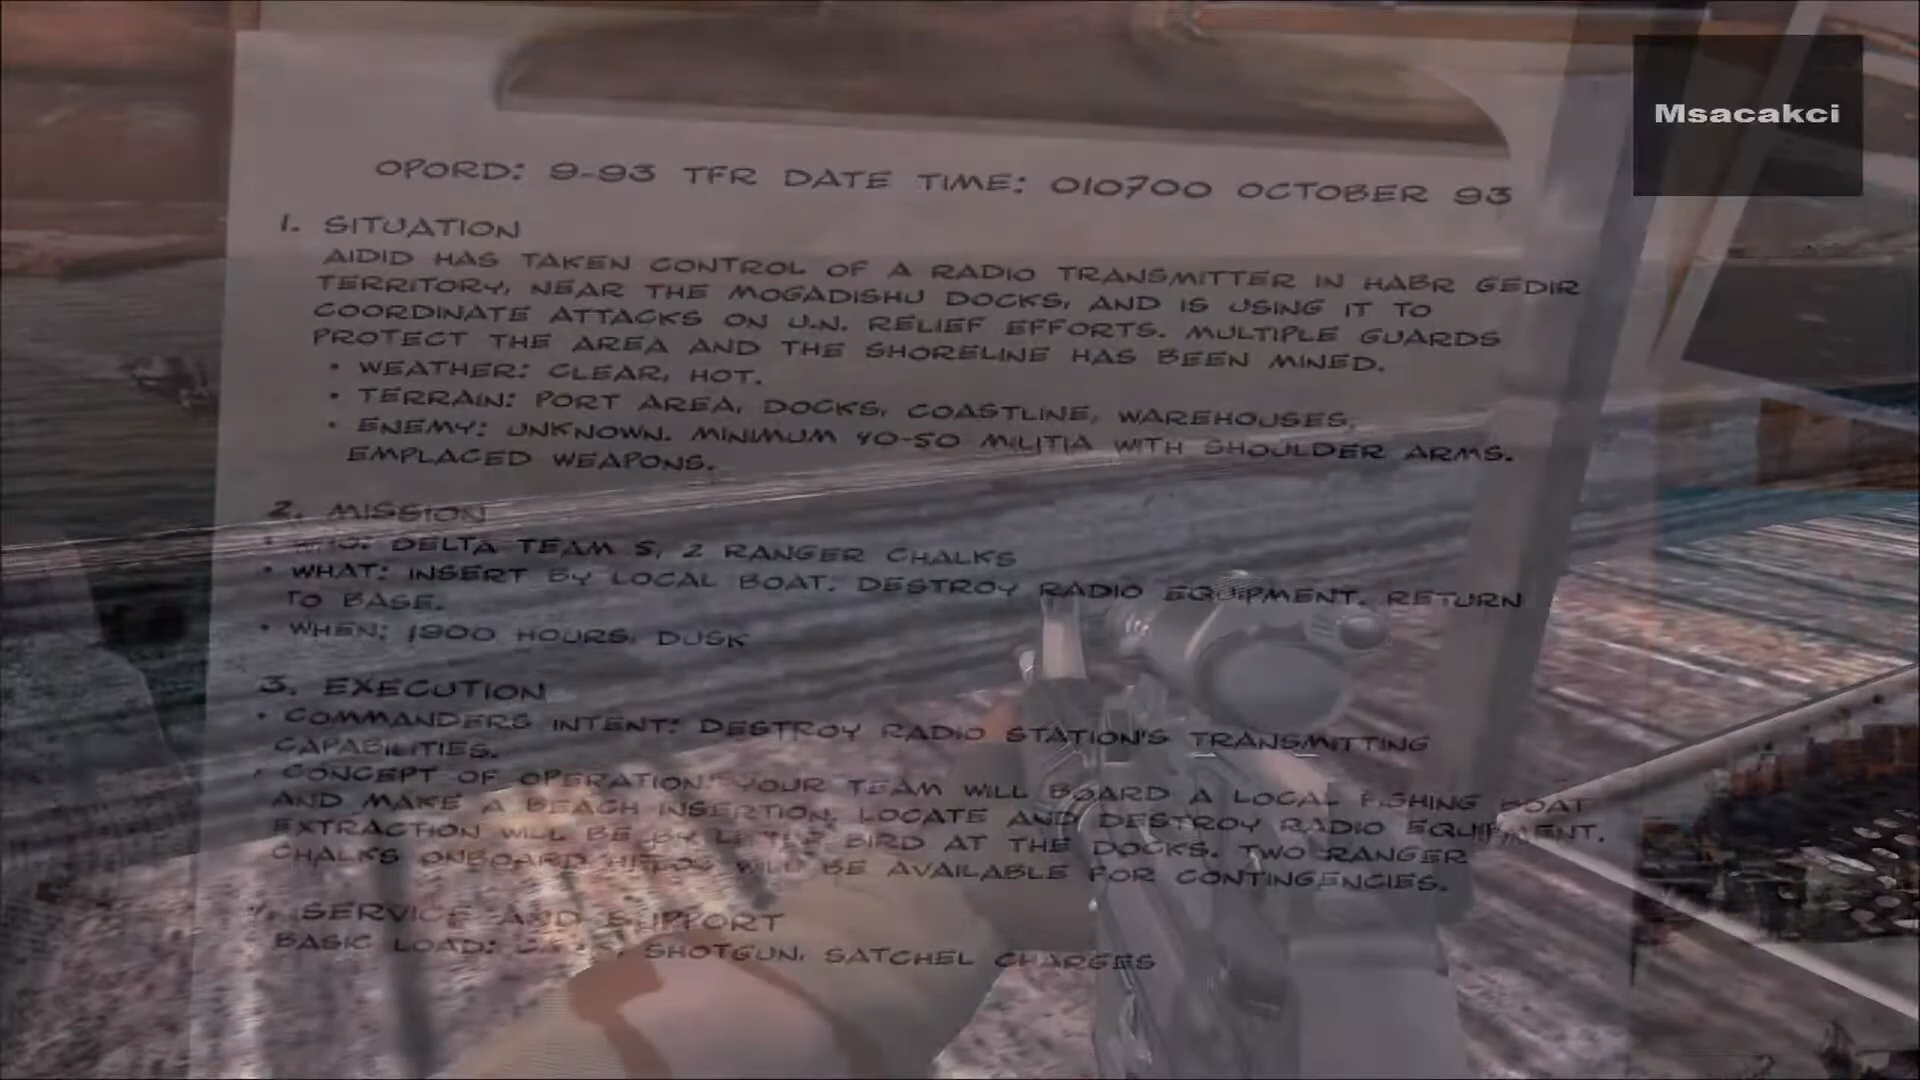 Msacakci
OPORD: 9-93 TFR DATE TIME: 010700 OCTOBER 93
1. SITUATION
AIDID HAS TAKEN CONTROL OF A RADIO TRANSMITTER IN HABR GEDIR
TERRITORY, NEAR THE MOGADISHU DOCKS, AND IS USING IT TO
COORDINATE ATTACKS ON U.N. RELIEF EFFORTS. MULTIPLE GUARDS
PROTECT THE AREA AND THE SHORELINE HAS BEEN MINED.
• WEATHER: CLEAR, HOT.
• TERRAIN: PORT AREA, DOCKS, COASTLINE, WAREHOUSES,
• ENEMY: UNKNOWN. MINIMUM 40-50 MILITIA WITH SHOULDER ARMS.
EMPLACED WEAPONS.
2. MISSION
• WHO: DELTA TEAM 5, 2 RANGER CHALKS
• WHAT: INSERT BY LOCAL BOAT. DESTROY RADIO EQUIPMENT. RETURN
TO BASE.
• WHEN: 1900 HOURS, DUSK
3. EXECUTION
• COMMANDERS INTENT: DESTROY RADIO STATION'S TRANSMITTING
CAPABILITIES.
• CONCEPT OF OPERATION: YOUR TEAM WILL BOARD A LOCAL FISHING BOAT
AND MAKE A BEACH INSERTION. LOCATE AND DESTROY RADIO EQUIPMENT.
EXTRACTION WILL BE BY LITTLE BIRD AT THE DOCKS. TWO RANGER
CHALKS ONBOARD WILL BE AVAILABLE FOR CONTINGENCIES.
4. SERVICE AND SUPPORT
BASIC LOAD: SHOTGUN, SATCHEL CHARGES